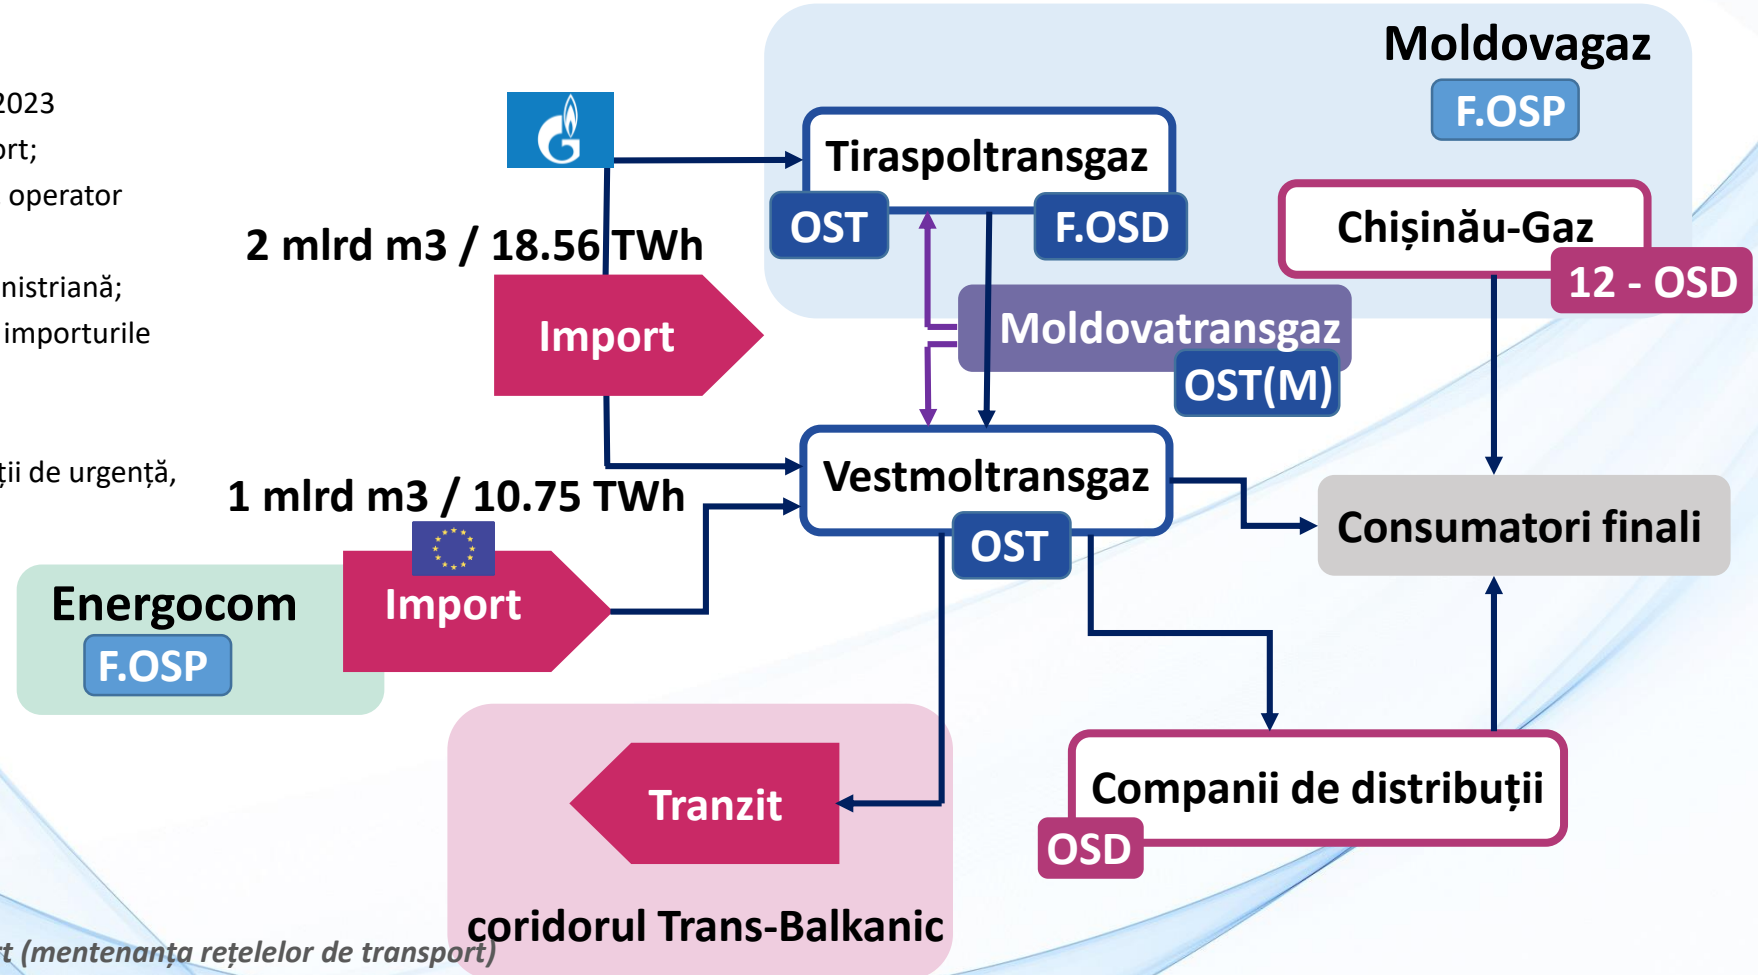 2023
ort;
operator
nistriană;
importurile
ții de urgență,
Moldovagaz
F.OSP
Tiraspoltransgaz
OST
F.OSD
Chișinău-Gaz
12 - OSD
2 mlrd m3 / 18.56 TWh
Import
Moldovatransgaz
OST(M)
Vestmoltransgaz
OST
1 mlrd m3 / 10.75 TWh
Energocom
F.OSP
Import
Consumatori finali
Tranzit
coridorul Trans-Balkanic
Companii de distribuții
OSD
t (mentenanța rețelelor de transport)